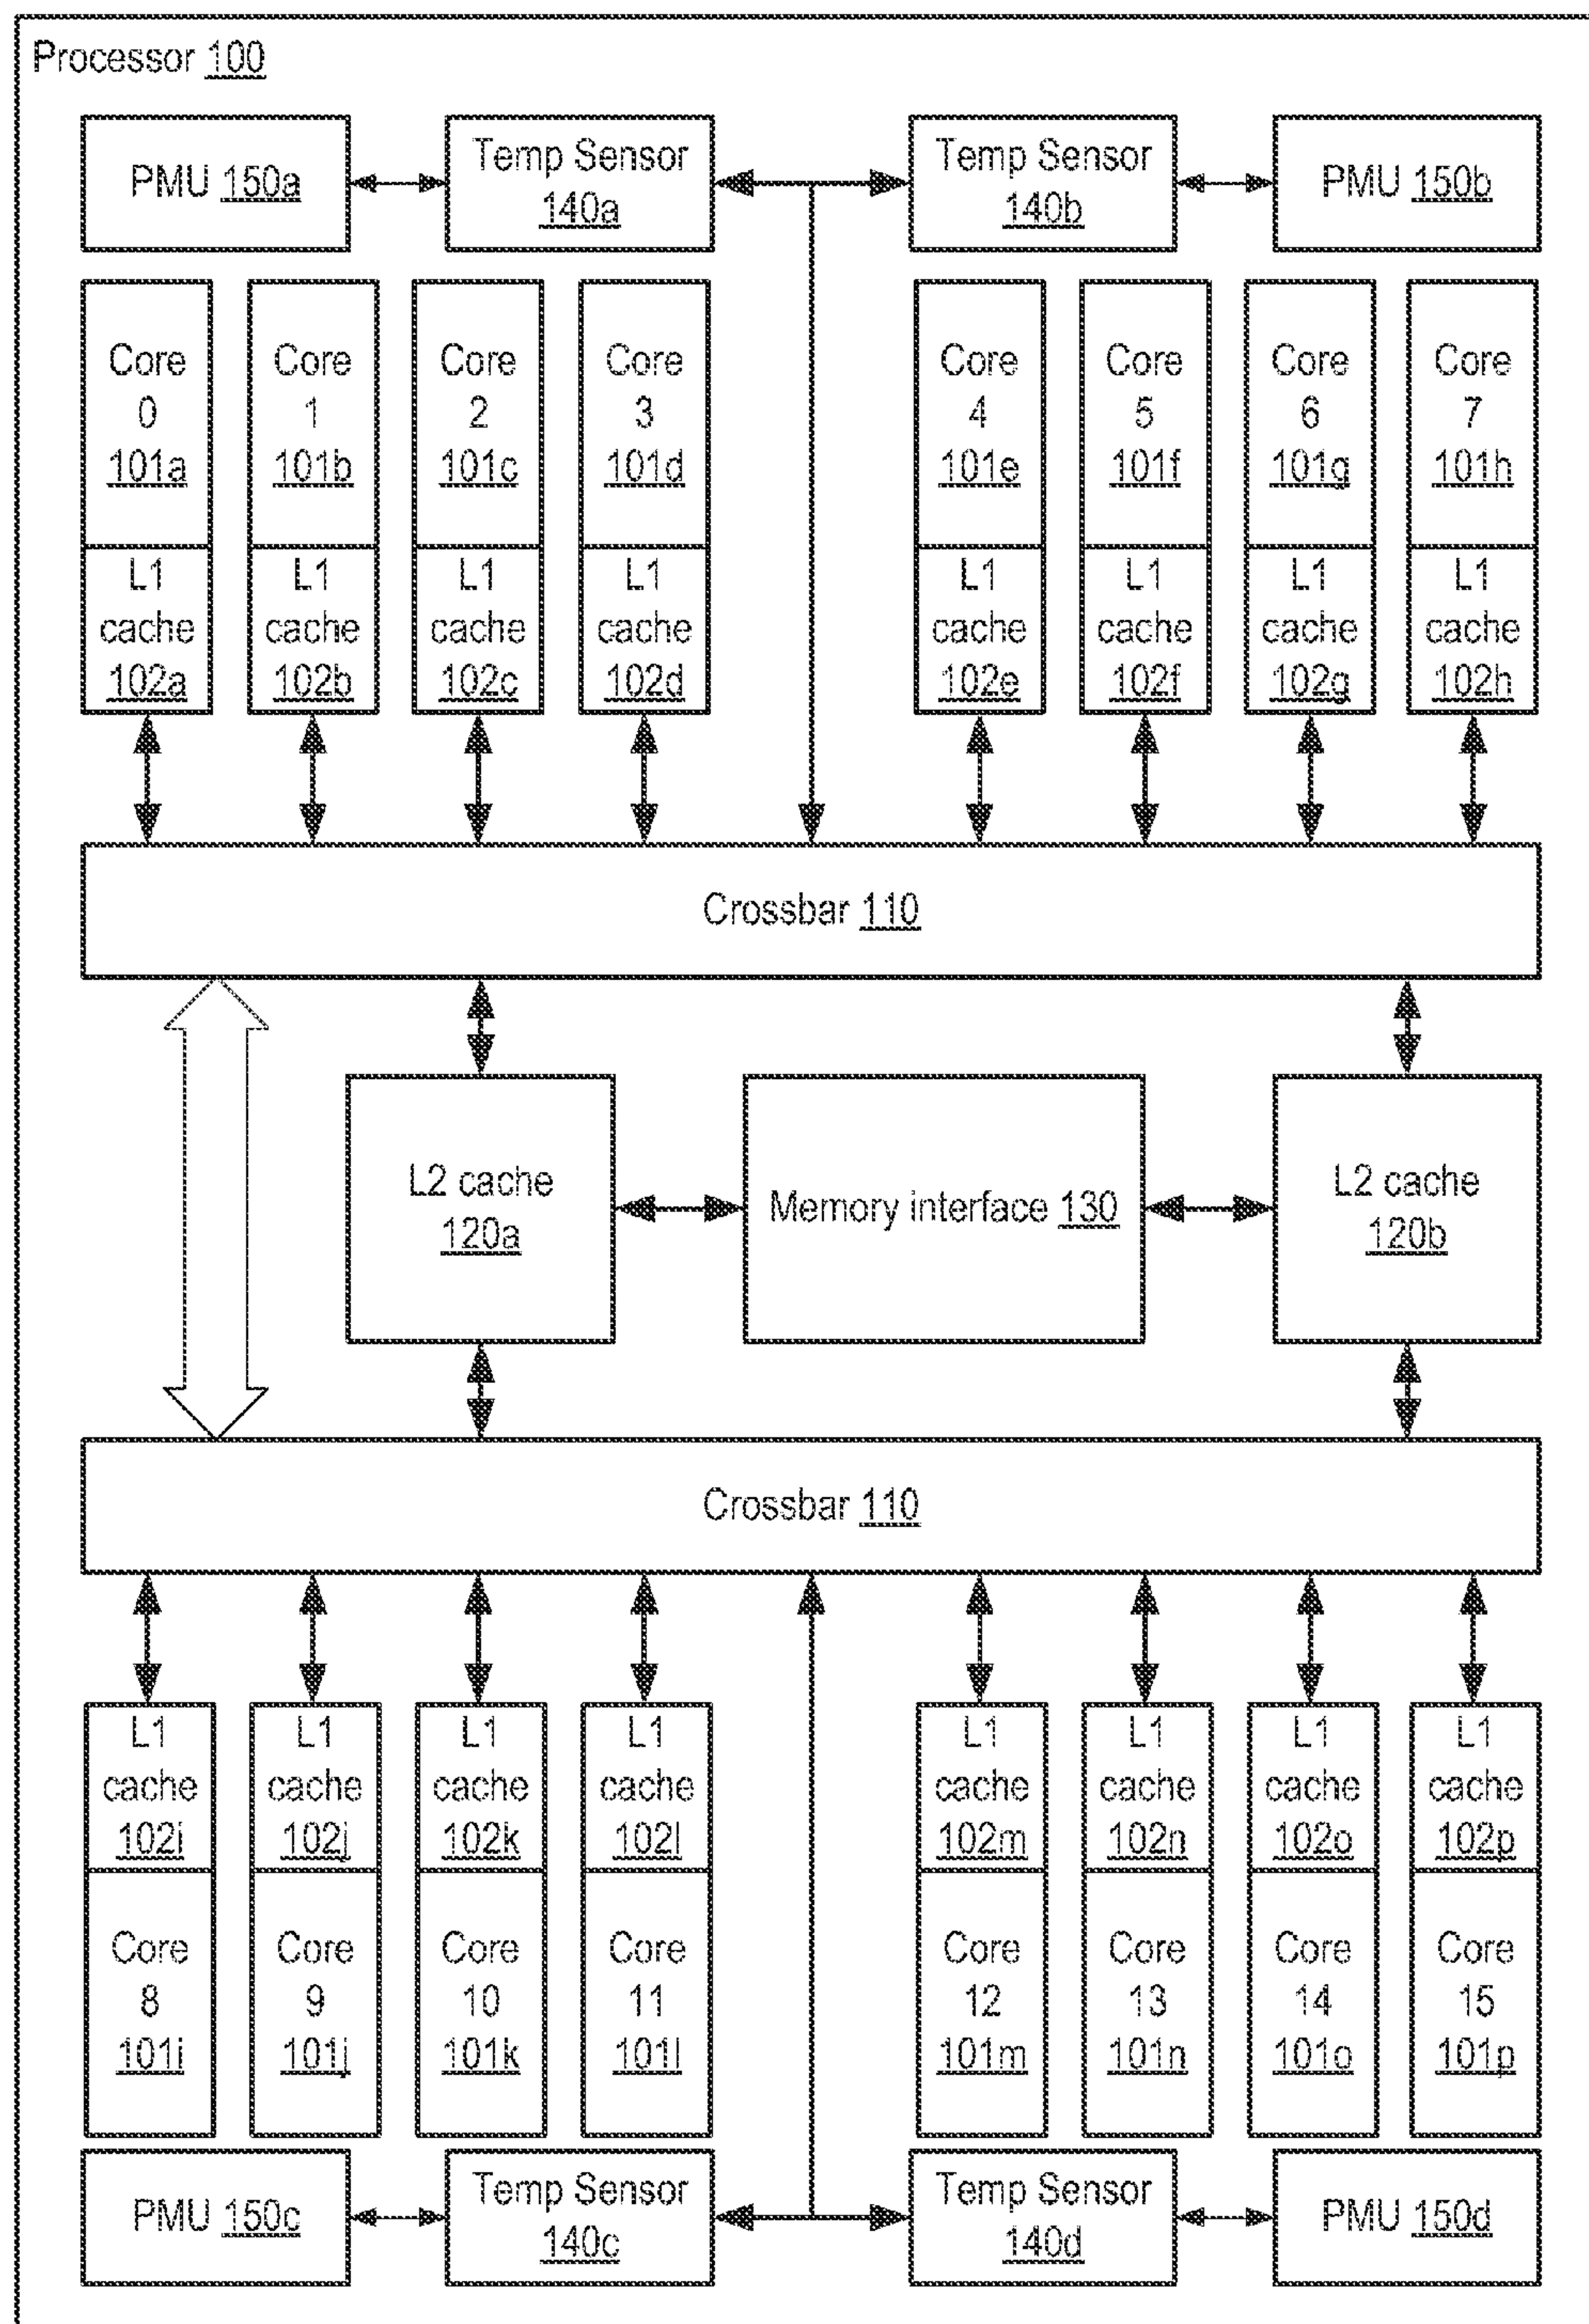 Processor 100
PMU 150a
Temp Sensor
140a
Temp Sensor
140b
PMU 150b
Core
0
101a
Core
1
101b
Core
2
101c
Core
3
101d
Core
4
101e
Core
5
101f
Core
6
101g
Core
7
101h
L1
cache
102a
L1
cache
102b
L1
cache
102c
L1
cache
102d
L1
cache
102e
L1
cache
102f
L1
cache
102g
L1
cache
102h
Crossbar 110
L2 cache
120a
Memory interface 130
L2 cache
120b
Crossbar 110
L1
cache
102i
L1
cache
102j
L1
cache
102k
L1
cache
102l
L1
cache
102m
L1
cache
102n
L1
cache
102o
L1
cache
102p
Core
8
101i
Core
9
101j
Core
10
101k
Core
11
101l
Core
12
101m
Core
13
101n
Core
14
101o
Core
15
101p
PMU 150c
Temp Sensor
140c
Temp Sensor
140d
PMU 150d